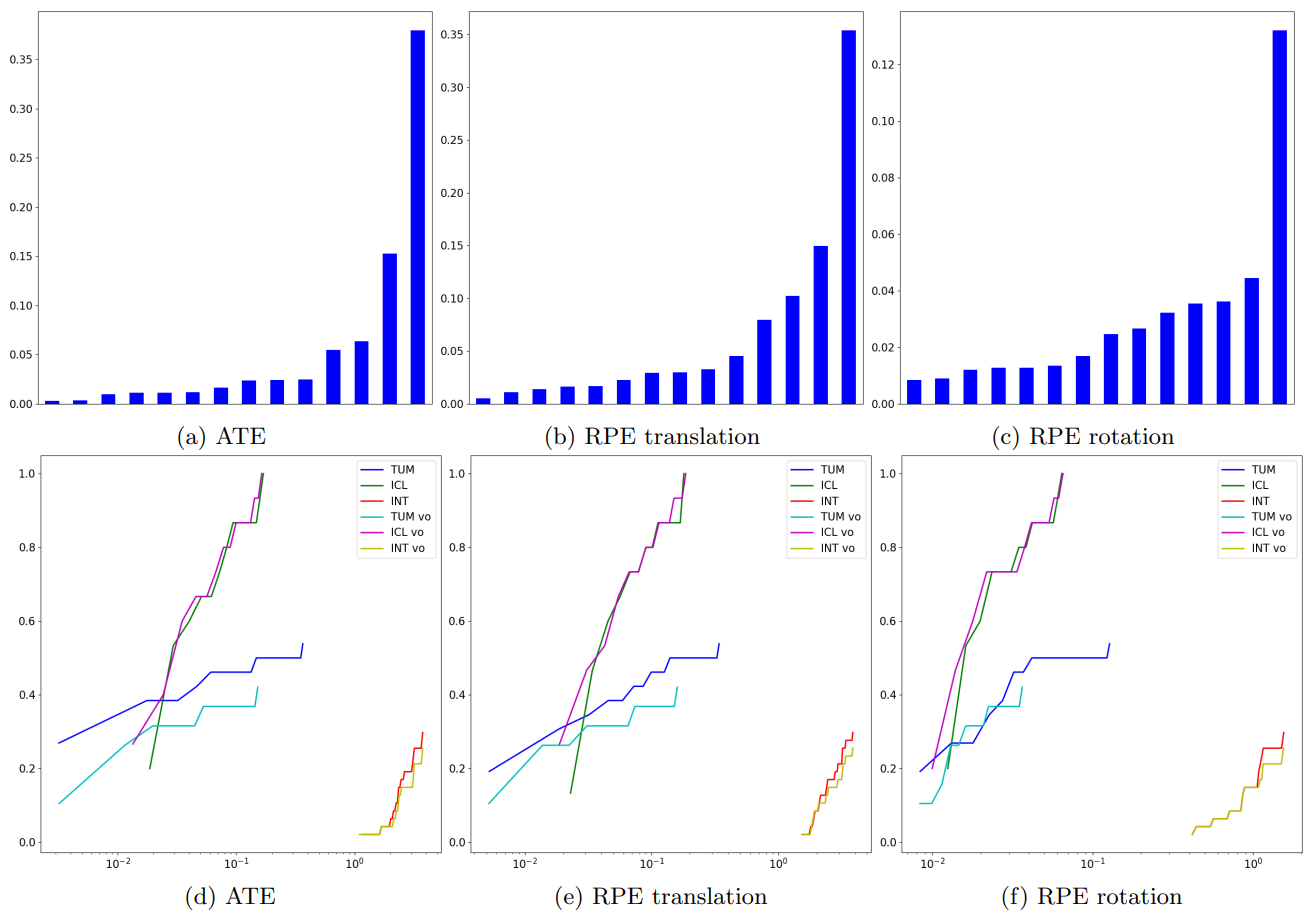 0.35
0.30
0.25
0.20
0.15
0.10
0.05
0.00
(a) ATE
0.35
0.30
0.25
0.20
0.15
0.10
0.05
0.00
(b) RPE translation
0.12
0.10
0.08
0.06
0.04
0.02
0.00
(c) RPE rotation
1.0
0.8
0.6
0.4
0.2
0.0
TUM
ICL
INT
TUM vo
ICL vo
INT vo
10⁻² 10⁻¹ 10⁰
(d) ATE
1.0
0.8
0.6
0.4
0.2
0.0
TUM
ICL
INT
TUM vo
ICL vo
INT vo
10⁻² 10⁻¹ 10⁰
(e) RPE translation
1.0
0.8
0.6
0.4
0.2
0.0
TUM
ICL
INT
TUM vo
ICL vo
INT vo
10⁻² 10⁻¹ 10⁰
(f) RPE rotation